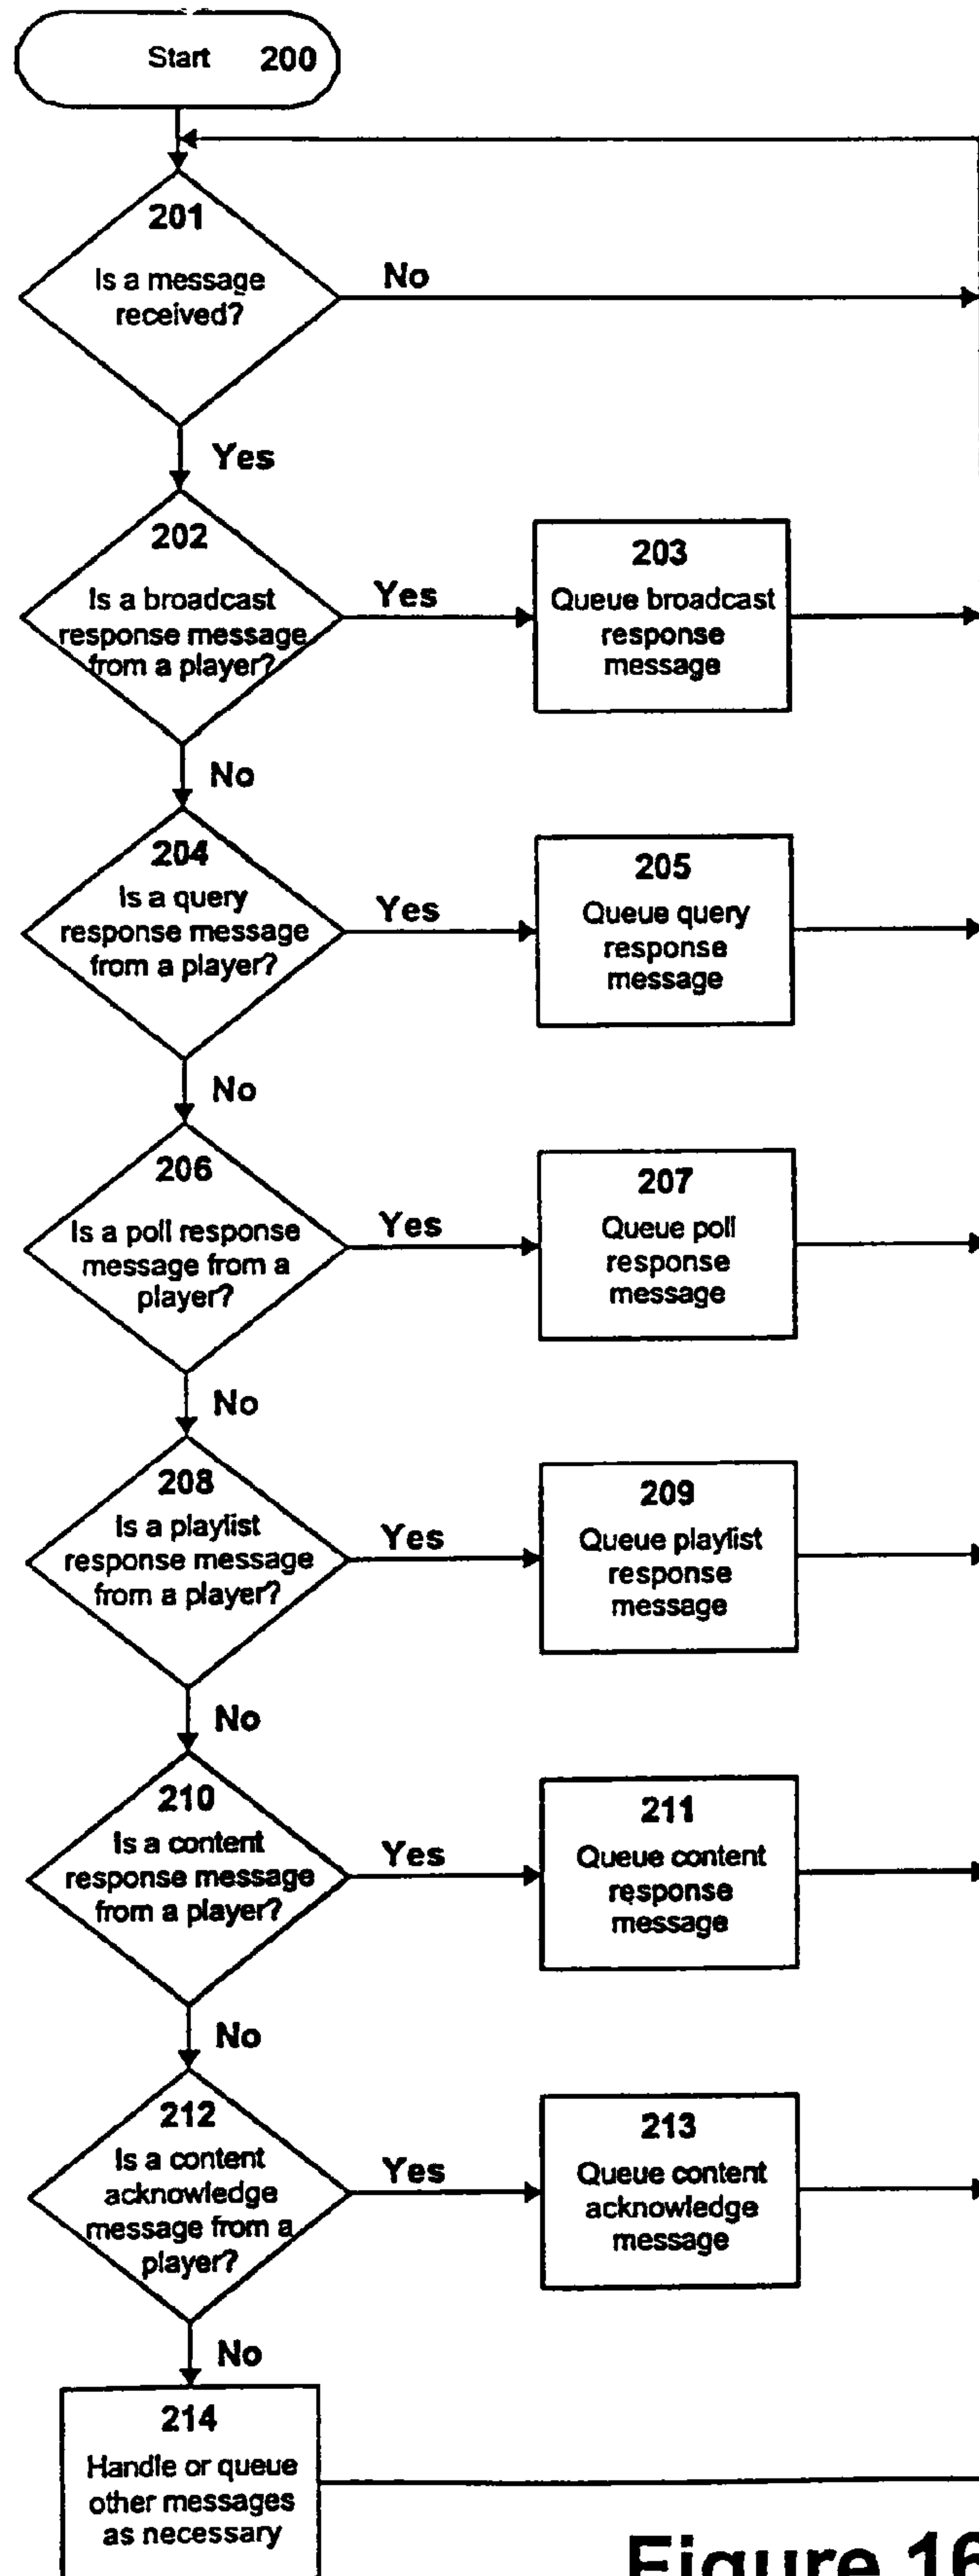 Start 200
201
Is a message
received?
No
Yes
202
Is a broadcast
response message
from a player?
Yes
203
Queue broadcast
response
message
No
204
Is a query
response message
from a player?
Yes
205
Queue query
response
message
No
206
Is a poll response
message from a
player?
Yes
207
Queue poll
response
message
No
208
Is a playlist
response message
from a player?
Yes
209
Queue playlist
response
message
No
210
Is a content
response message
from a player?
Yes
211
Queue content
response
message
No
212
Is a content
acknowledge
message from a
player?
Yes
213
Queue content
acknowledge
message
No
214
Handle or queue
other messages
as necessary
Figure 16